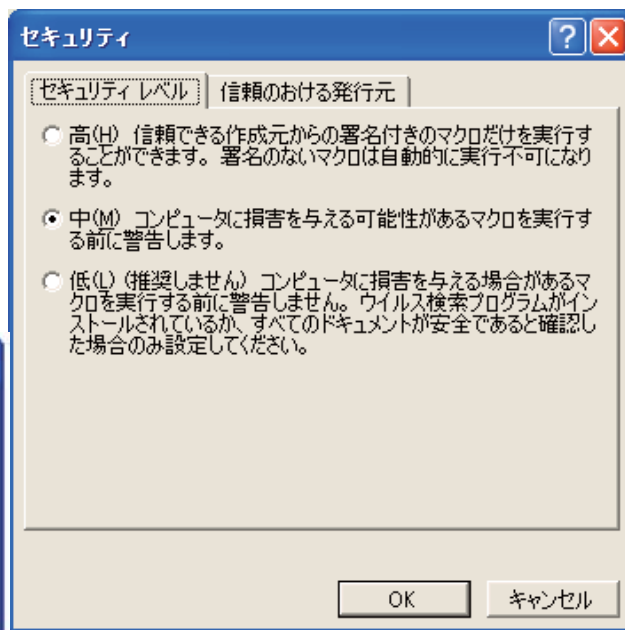 セキュリティ
セキュリティ レベル
信頼のおける発行元
高(H) 信頼できる作成元からの署名付きのマクロだけを実行す
ることができます。署名のないマクロは自動的に実行不可になり
ます。
中(M) コンピュータに損害を与える可能性があるマクロを実行す
る前に警告します。
低(L) (推奨しません) コンピュータに損害を与える場合があるマ
クロを実行する前に警告しません。ウイルス検索プログラムがイン
ストールされているか、すべてのドキュメントが安全であると確認し
た場合のみ設定してください。
OK
キャンセル